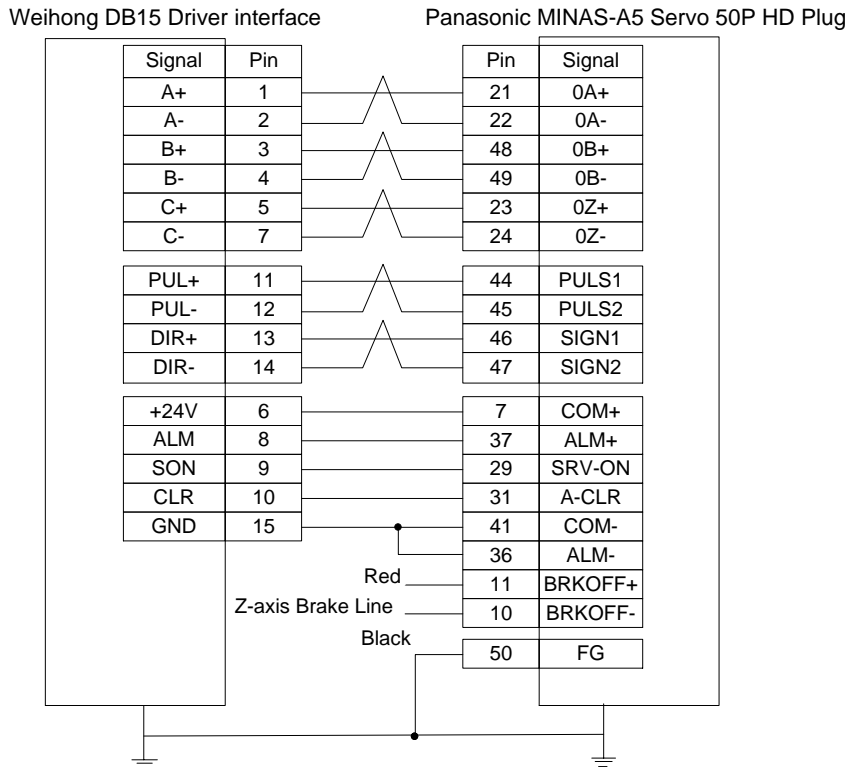 Weihong DB15 Driver interface Panasonic MINAS-A5 Servo 50P HD Plug
Signal Pin Pin Signal
A+ 1 21 0A+
A- 2 22 0A-
B+ 3 48 0B+
B- 4 49 0B-
C+ 5 23 0Z+
C- 7 24 0Z-
PUL+ 11 44 PULS1
PUL- 12 45 PULS2
DIR+ 13 46 SIGN1
DIR- 14 47 SIGN2
+24V 6 7 COM+
ALM 8 37 ALM+
SON 9 29 SRV-ON
CLR 10 31 A-CLR
GND 15 41 COM-
36 ALM-
Red 11 BRKOFF+
Z-axis Brake Line 10 BRKOFF-
Black
50 FG